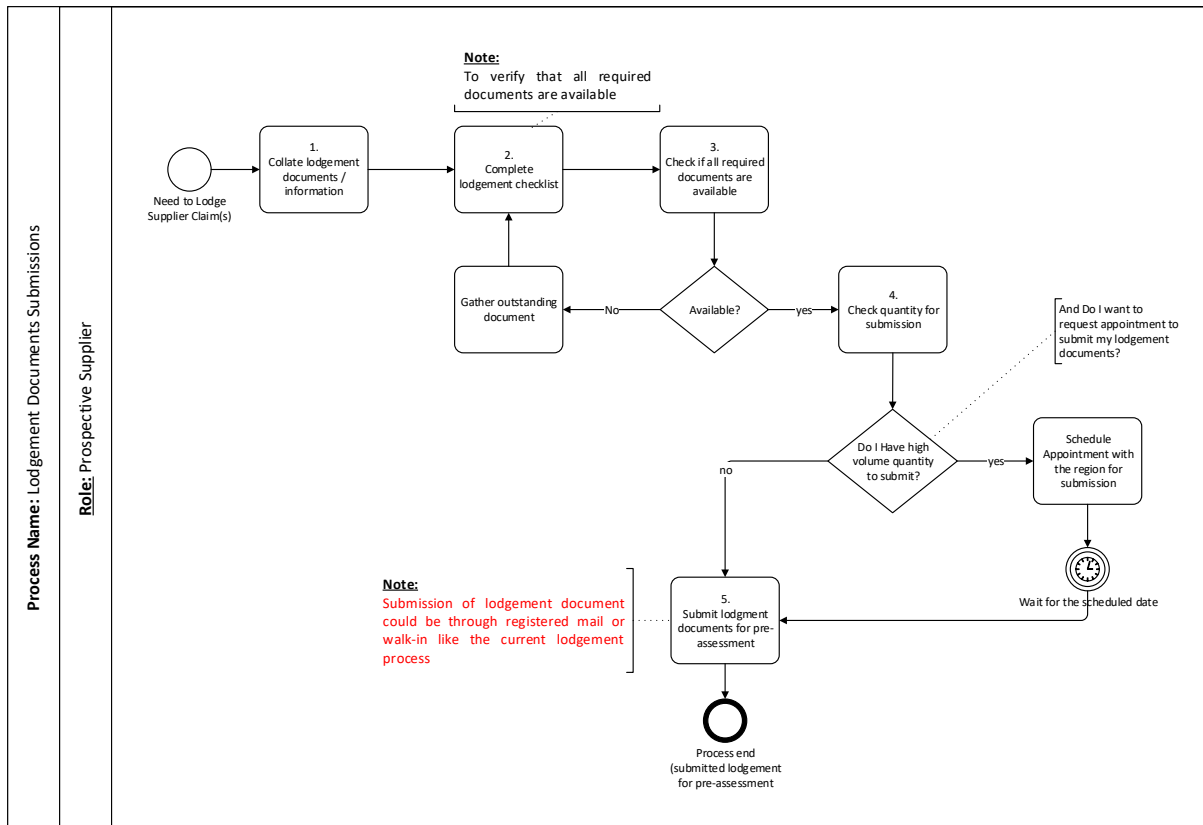 Process Name: Lodgement Documents Submissions
Role: Prospective Supplier
Note:
To verify that all required
documents are available
Need to Lodge
Supplier Claim(s)
1.
Collate lodgement
documents /
information
2.
Complete
lodgement checklist
3.
Check if all required
documents are
available
Gather outstanding
document
No
Available?
yes
4.
Check quantity for
submission
And Do I want to
request appointment to
submit my lodgement
documents?
Do I Have high
volume quantity
to submit?
no
yes
Schedule
Appointment with
the region for
submission
Wait for the scheduled date
Note:
Submission of lodgement document
could be through registered mail or
walk-in like the current lodgement
process
5.
Submit lodgment
documents for pre-
assessment
Process end
(submitted lodgement
for pre-assessment